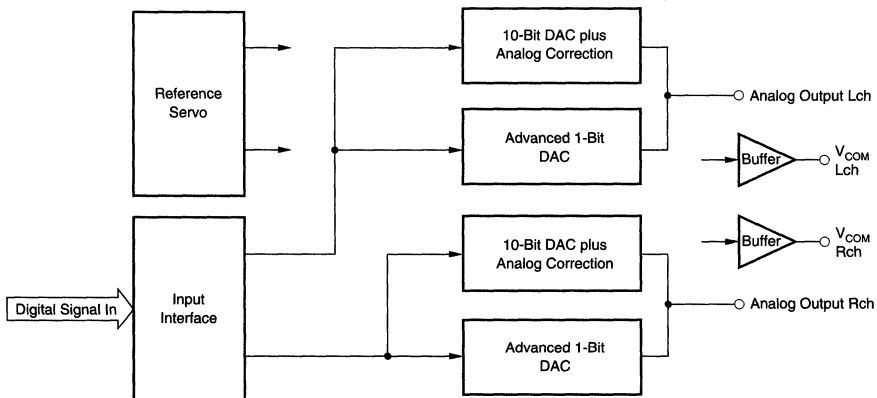 10-Bit DAC plus
Analog Correction
Reference
Servo
Analog Output Lch
Advanced 1-Bit
DAC
Buffer
VCOM
Lch
10-Bit DAC plus
Analog Correction
Buffer
VCOM
Rch
Digital Signal In
Input
Interface
Analog Output Rch
Advanced 1-Bit
DAC